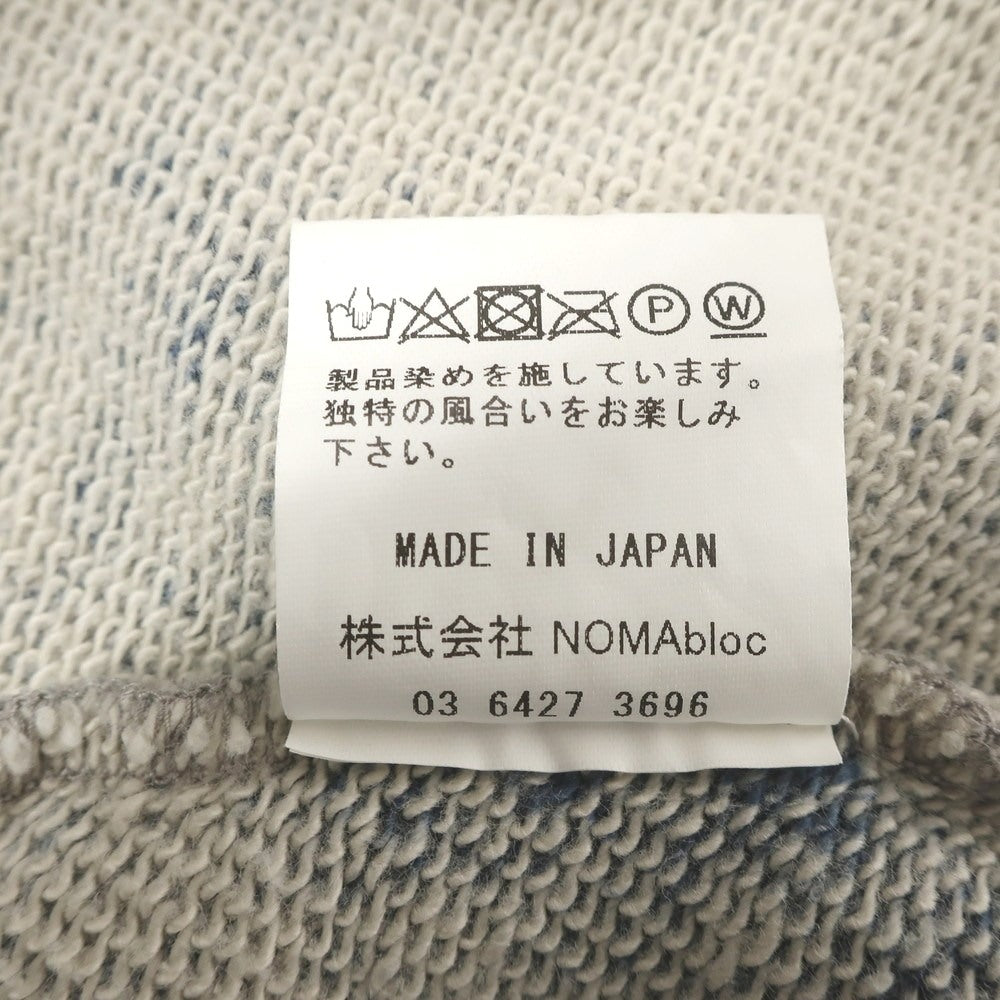 P W
製品染めを施しています。
独特の風合いをお楽しみ
下さい。
MADE IN JAPAN
株式会社 NOMAbloc
03 6427 3696